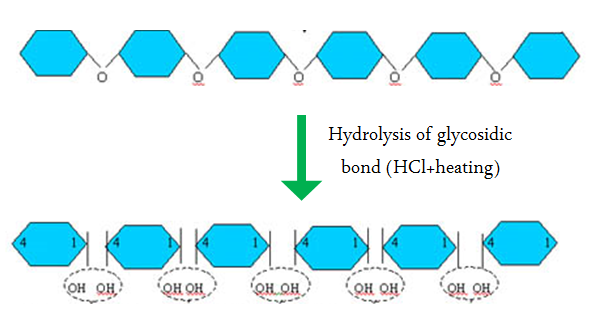 O O O O O
Hydrolysis of glycosidic
bond (HCl+heating)
4 1 4 1 4 1 4 1 4 1 4 1
OH OH OH OH OH OH OH OH OH OH